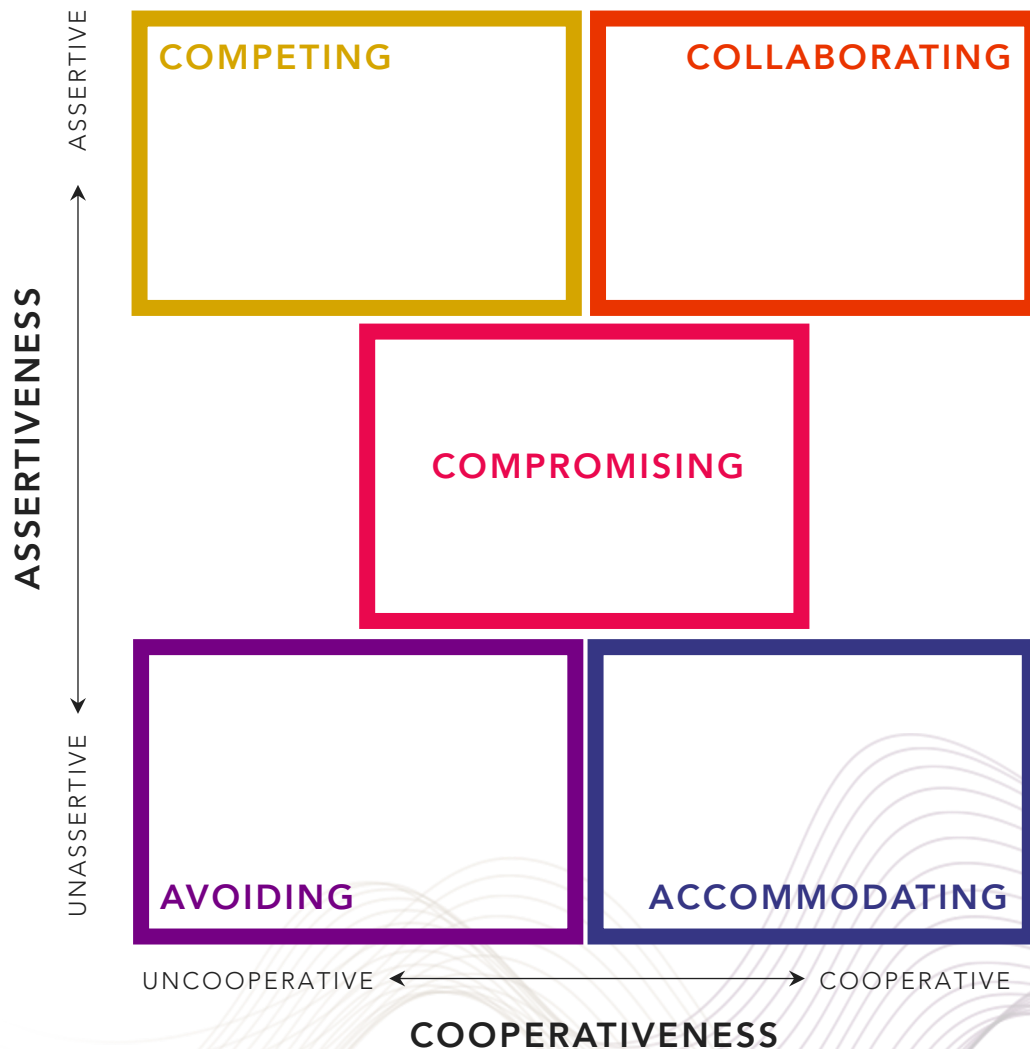 ASSERTIVE
COMPETING
COLLABORATING
ASSERTIVENESS
COMPROMISING
UNASSERTIVE
AVOIDING
ACCOMMODATING
UNCOOPERATIVE
COOPERATIVE
COOPERATIVENESS